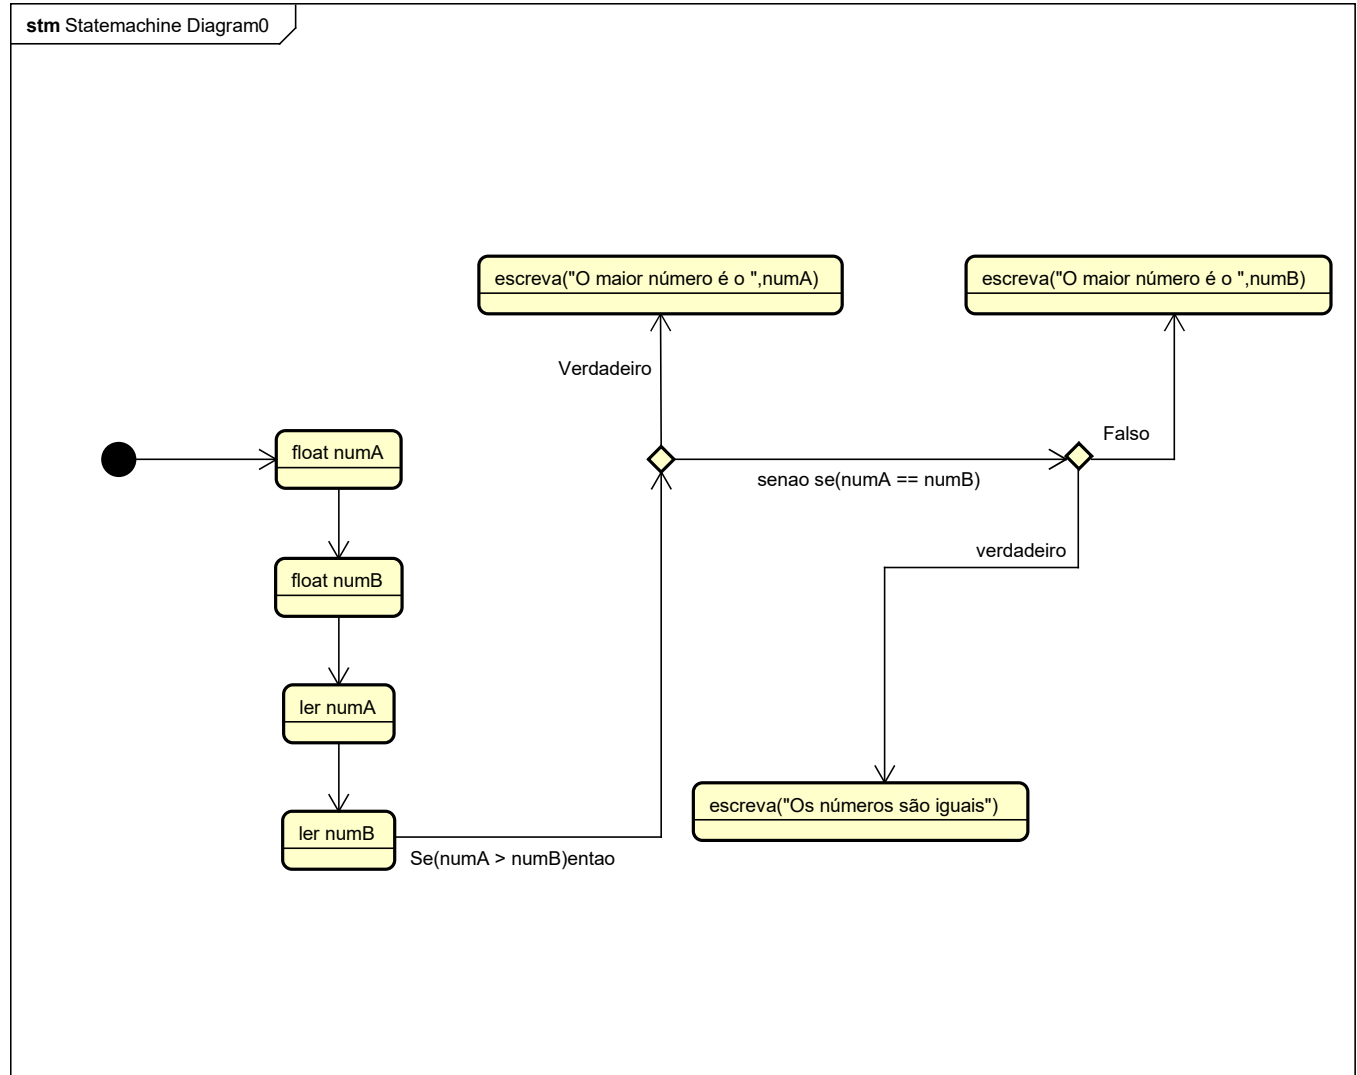 stm Statemachine Diagram0
escreva("O maior número é o ",numA)
escreva("O maior número é o ",numB)
Verdadeiro
Falso
float numA
senao se(numA == numB)
verdadeiro
float numB
ler numA
escreva("Os números são iguais")
ler numB
Se(numA > numB)entao